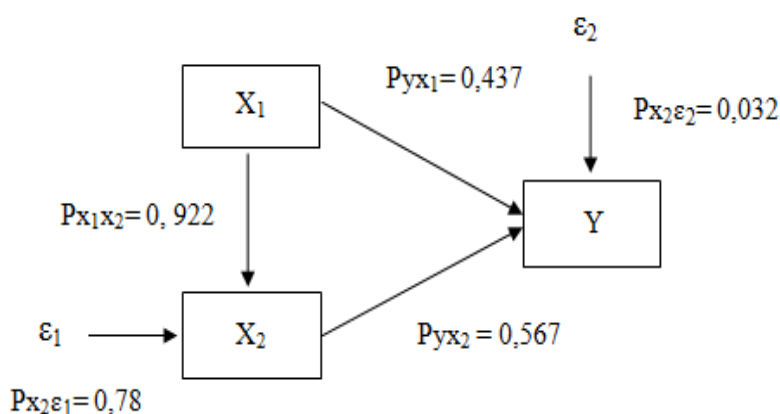 ε₂
Pyx₁= 0,437
X₁
Px₂ε₂= 0,032
Px₁x₂= 0, 922
Y
ε₁
X₂
Pyx₂ = 0,567
Px₂ε₁= 0,78